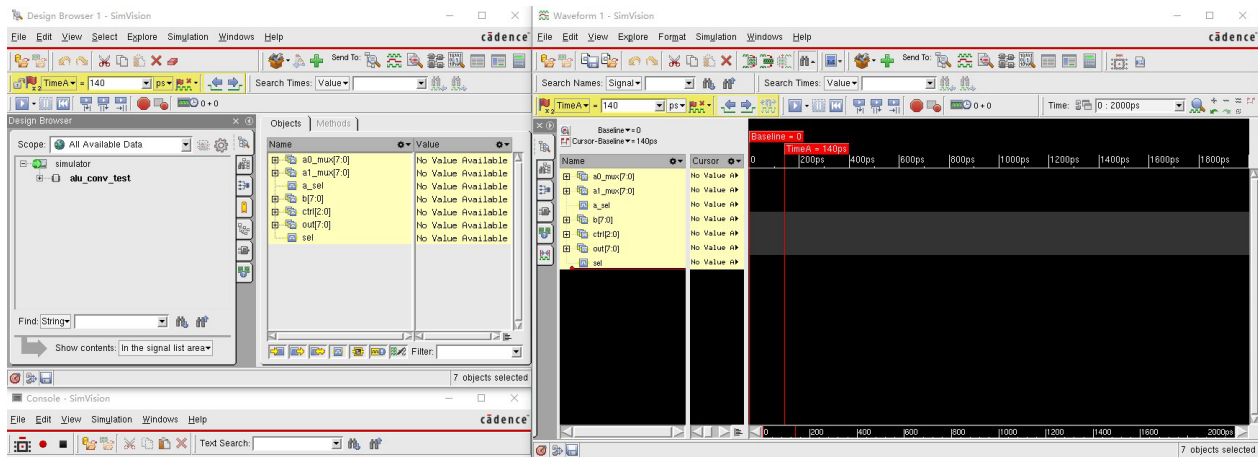 Design Browser 1 - SimVision
File Edit View Select Explore Simulation Windows Help
cādence
Send To:
x2 TimeA = 140 ps
Search Times: Value
0 + 0
Design Browser
Scope: All Available Data
simulator
alu_conv_test
Find: String
Show contents: In the signal list area
Objects Methods
Name Value
a0_mux[7:0] No Value Available
a1_mux[7:0] No Value Available
a_sel No Value Available
b[7:0] No Value Available
ctrl[2:0] No Value Available
out[7:0] No Value Available
sel No Value Available
Filter:
7 objects selected
Console - SimVision
File Edit View Simulation Windows Help
cādence
Text Search:
Waveform 1 - SimVision
File Edit View Explore Format Simulation Windows Help
cādence
Send To:
Search Names: Signal
Search Times: Value
x2 TimeA = 140 ps
0 + 0
Time: 0 : 2000ps
Baseline = 0
Cursor-Baseline = 140ps
Name Cursor
a0_mux[7:0] No Value A
a1_mux[7:0] No Value A
a_sel No Value A
b[7:0] No Value A
ctrl[2:0] No Value A
out[7:0] No Value A
sel No Value A
Baseline = 0
TimeA = 140ps
0 200ps 400ps 600ps 800ps 1000ps 1200ps 1400ps 1600ps 1800ps
0 200 400 600 800 1000 1200 1400 1600 2000ps
7 objects selected